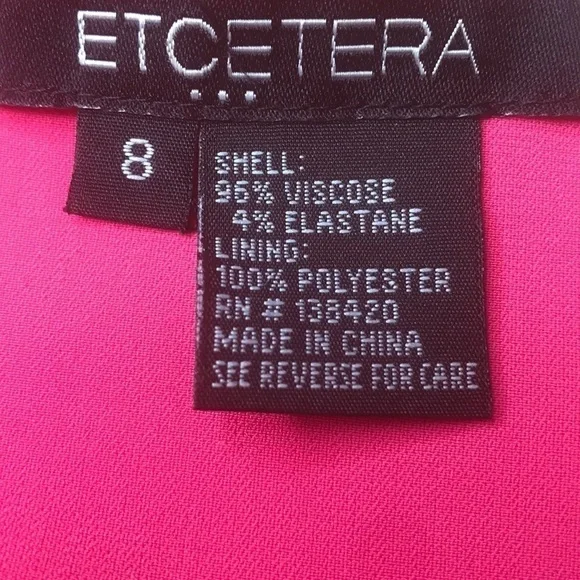 ETCETERA
...
8
SHELL:
96% VISCOSE
4% ELASTANE
LINING:
100% POLYESTER
RN # 138420
MADE IN CHINA
SEE REVERSE FOR CARE